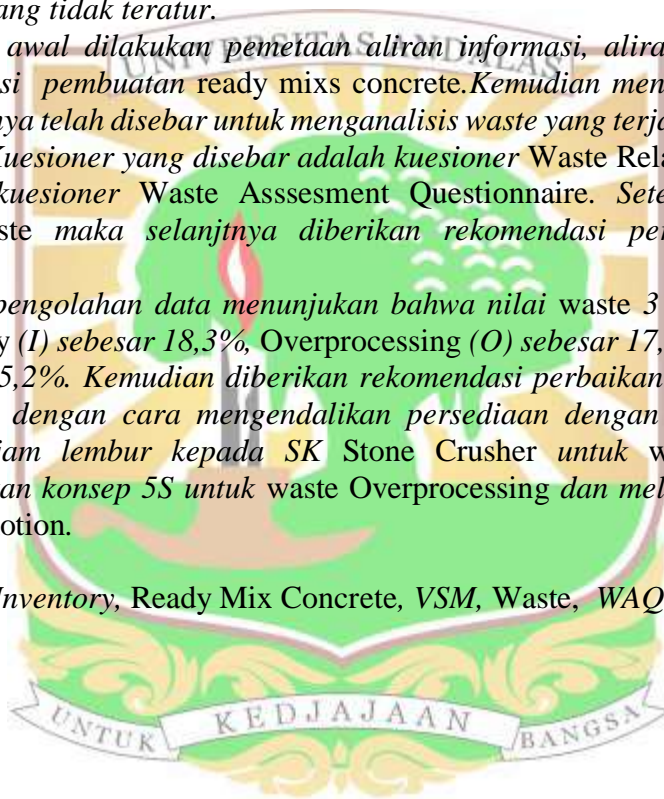 ang tidak teratur.
awal dilakukan pemetaan aliran informasi, alira
UNIVERSITAS ANDALAS
si pembuatan ready mixs concrete.Kemudian men
nya telah disebar untuk menganalisis waste yang terja
Kuesioner yang disebar adalah kuesioner Waste Rela
kuesioner Waste Asssesment Questionnaire. Sete
ste maka selanjtnya diberikan rekomendasi per
pengolahan data menunjukan bahwa nilai waste 3
y (I) sebesar 18,3%, Overprocessing (O) sebesar 17,
5,2%. Kemudian diberikan rekomendasi perbaikan
dengan cara mengendalikan persediaan dengan
jam lembur kepada SK Stone Crusher untuk w
an konsep 5S untuk waste Overprocessing dan mel
otion.
Inventory, Ready Mix Concrete, VSM, Waste, WAQ
UNTUK KEDJAJAAN BANGSA